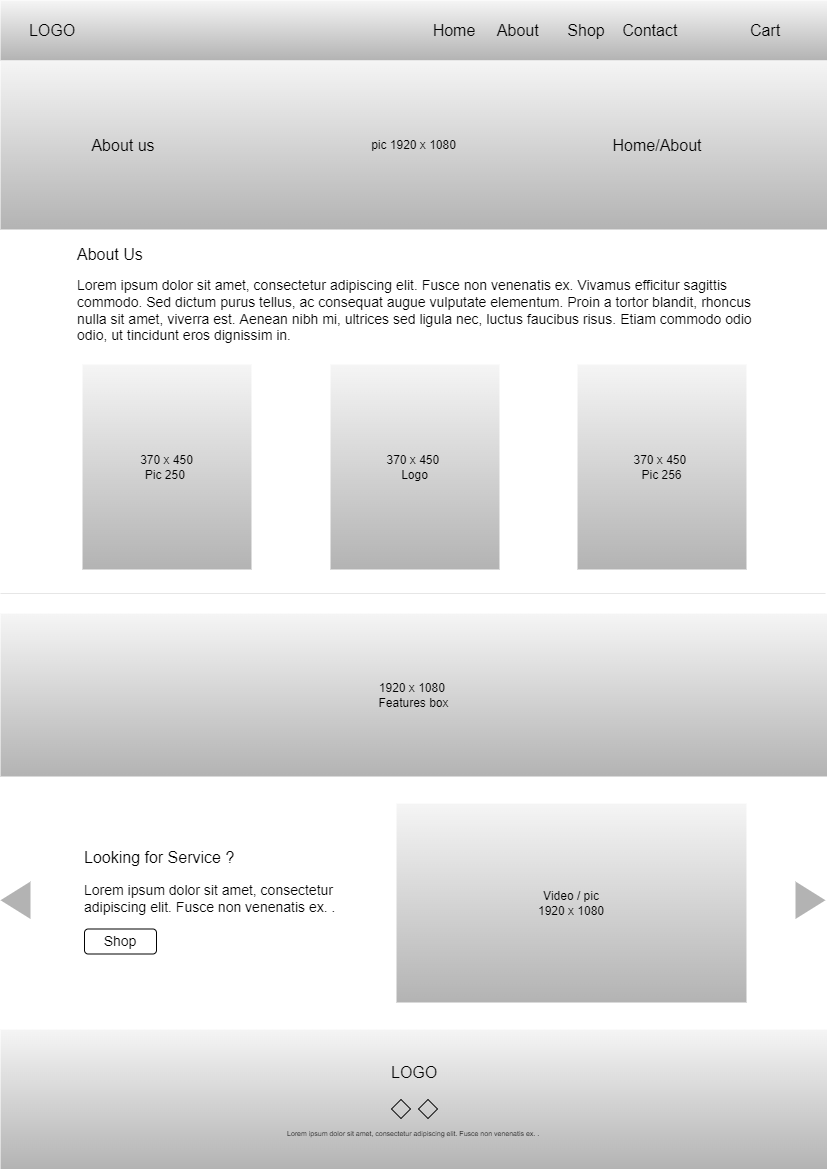 LOGO
Home About Shop Contact Cart
About us
pic 1920 x 1080
Home/About
About Us
Lorem ipsum dolor sit amet, consectetur adipiscing elit. Fusce non venenatis ex. Vivamus efficitur sagittis
commodo. Sed dictum purus tellus, ac consequat augue vulputate elementum. Proin a tortor blandit, rhoncus
nulla sit amet, viverra est. Aenean nibh mi, ultrices sed ligula nec, luctus faucibus risus. Etiam commodo odio
odio, ut tincidunt eros dignissim in.
370 x 450
Pic 250
370 x 450
Logo
370 x 450
Pic 256
1920 x 1080
Features box
Looking for Service ?
Lorem ipsum dolor sit amet, consectetur
adipiscing elit. Fusce non venenatis ex. .
Shop
Video / pic
1920 x 1080
LOGO
Lorem ipsum dolor sit amet, consectetur adipiscing elit. Fusce non venenatis ex. .